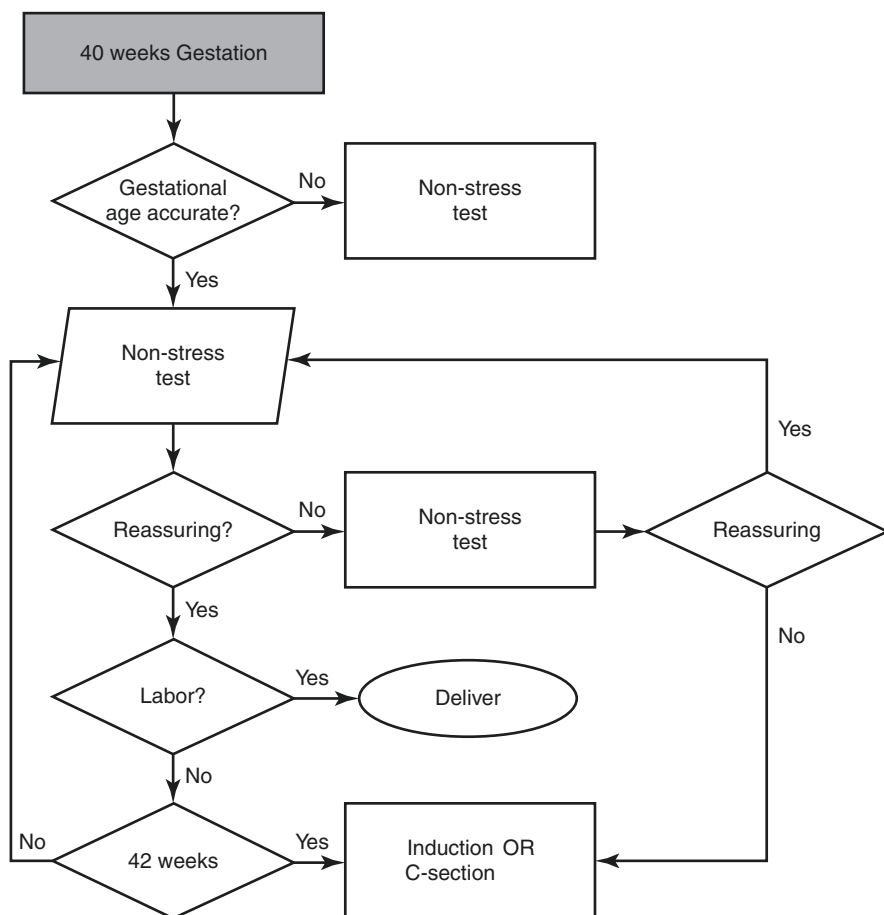 40 weeks Gestation
Gestational
age accurate?
No
Non-stress
test
Yes
Non-stress
test
Yes
Reassuring?
No
Non-stress
test
Reassuring
Yes
No
Labor?
Yes
Deliver
No
No
42 weeks
Yes
Induction OR
C-section